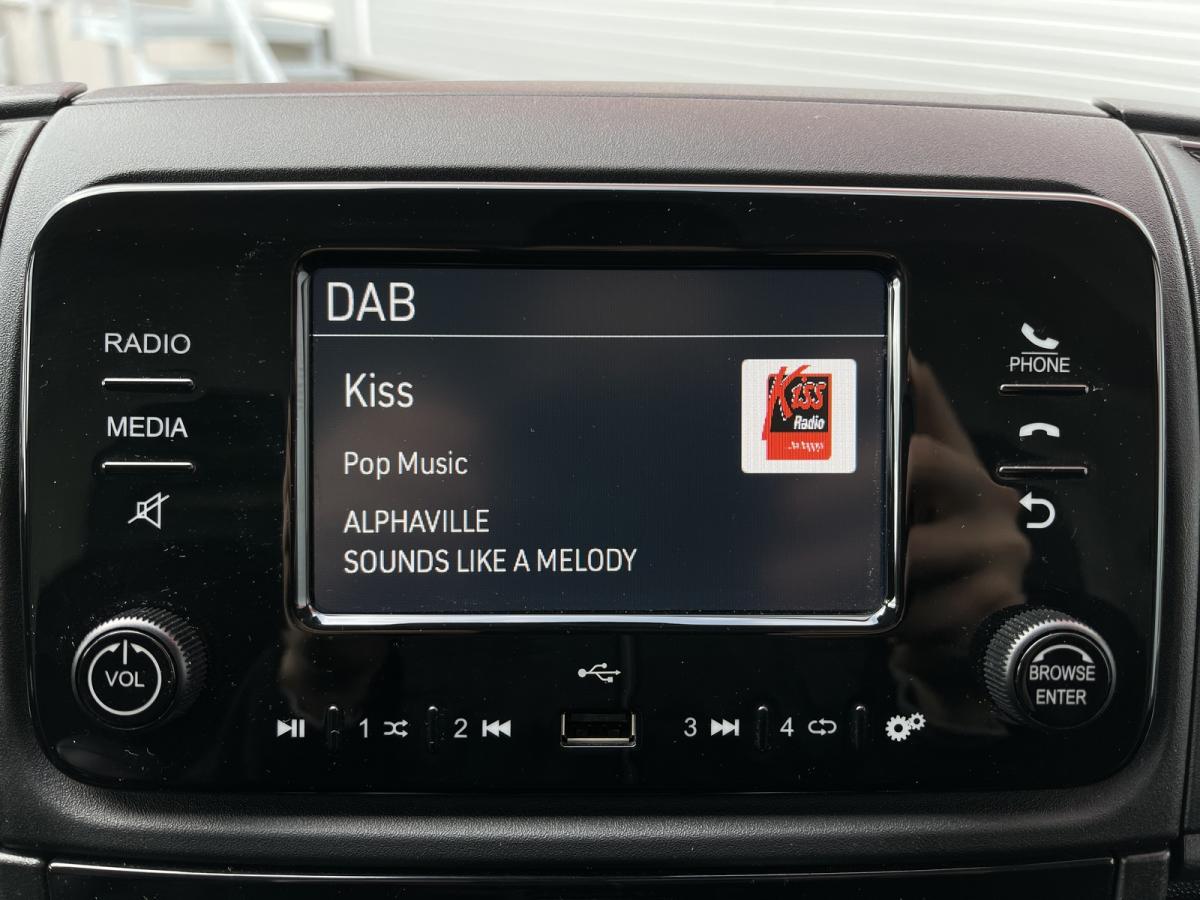 DAB
RADIO
MEDIA
Kiss
Pop Music
ALPHAVILLE
SOUNDS LIKE A MELODY
Kiss
Radio
PHONE
VOL
1
2
3
4
BROWSE
ENTER